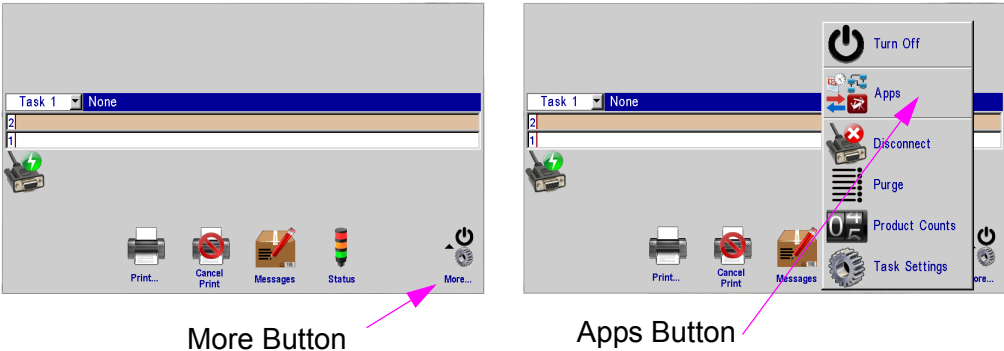 Task 1 None
2
1
Print...
Cancel
Print
Messages
Status
More...
More Button
Task 1 None
2
1
Print...
Cancel
Print
Messages
ore...
Turn Off
Apps
Disconnect
Purge
Product Counts
Task Settings
Apps Button